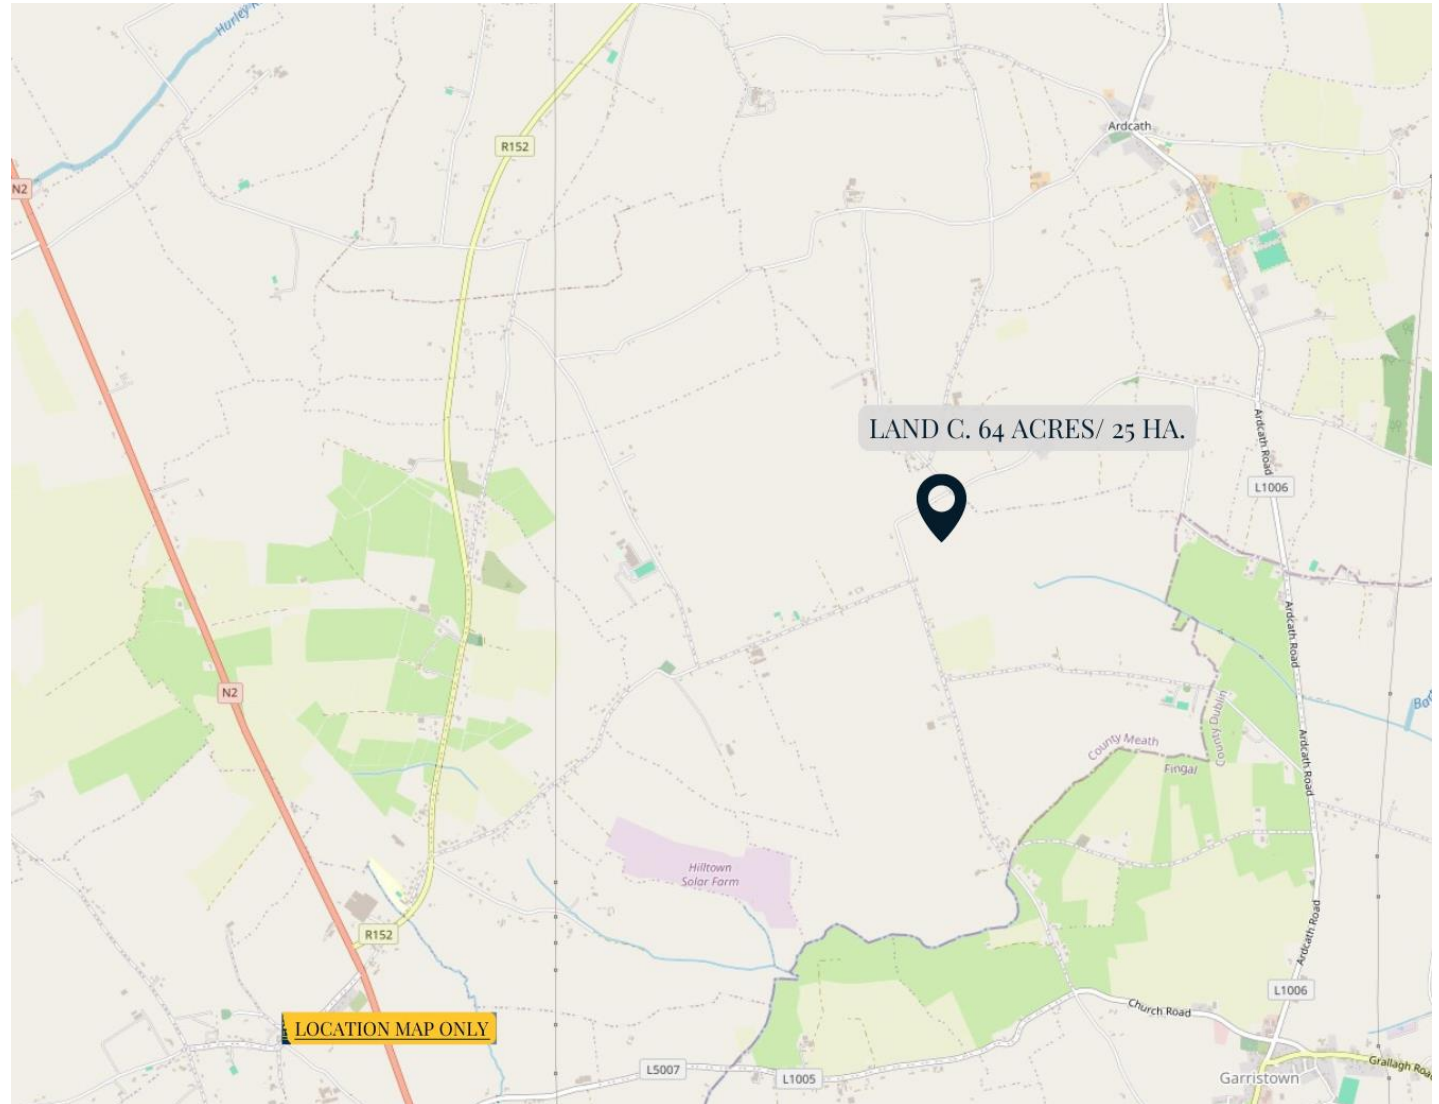 Hurley R
N2
R152
Ardcath
LAND C. 64 ACRES/ 25 HA.
Ardcath Road
L1006
Ardcath Road
N2
County Dublin
County Meath
Fingal
Ardcath Road
Hilltown
Solar Farm
Ardcath Road
R152
L1006
Church Road
LOCATION MAP ONLY
L5007
L1005
Garristown
Grallagh Road